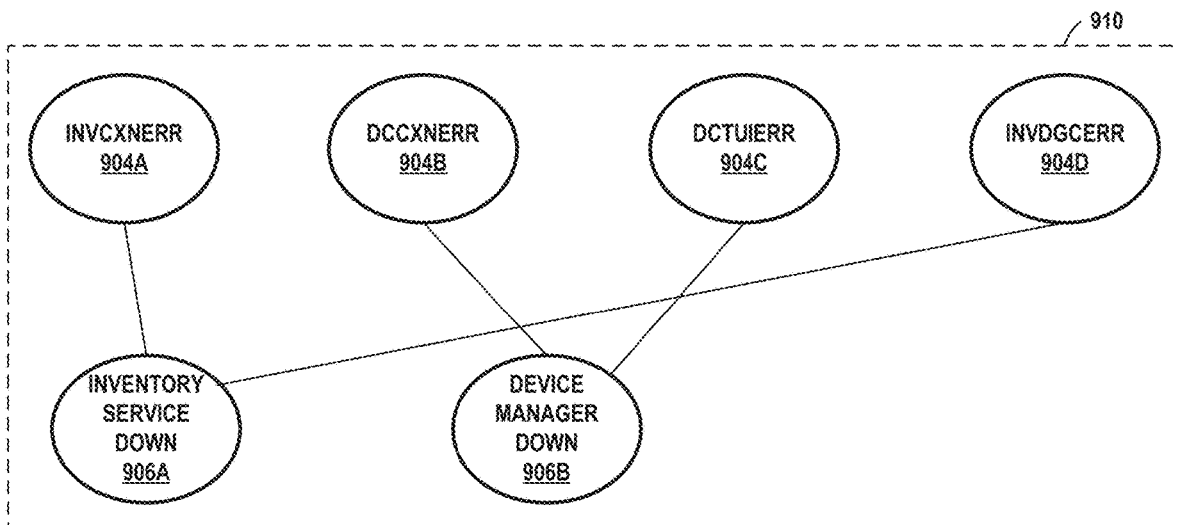 910
INVCXNERR
904A
DCCXNERR
904B
DCTUIERR
904C
INVDGCERR
904D
INVENTORY
SERVICE
DOWN
906A
DEVICE
MANAGER
DOWN
906B